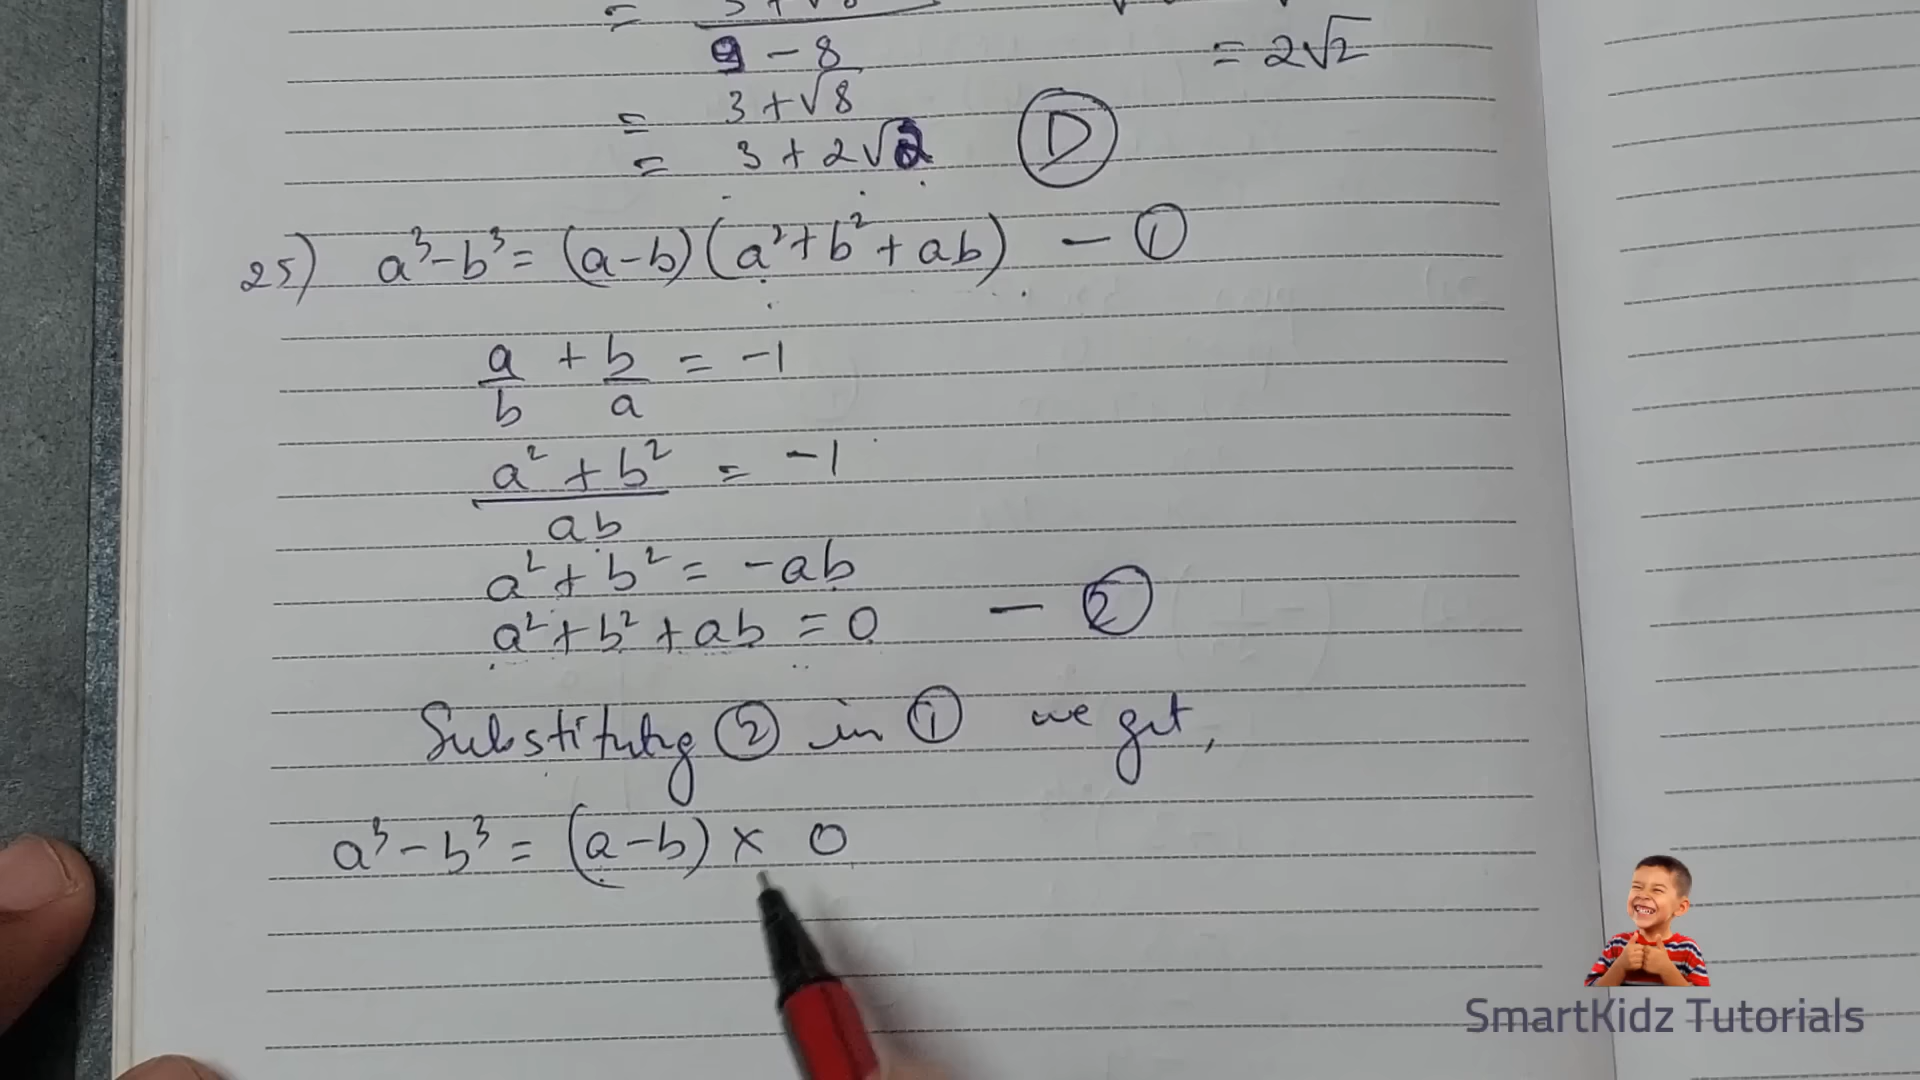 =
9 - 8
= 2√2
= 3 + √8
= 3 + 2√2 D
25) a³-b³ = (a-b)(a²+b²+ab) — ①
a/b + b/a = -1
a² + b² / ab = -1
a² + b² = -ab
a² + b² + ab = 0 — ②
Substituting ② in ① we get,
a³ - b³ = (a-b) × 0
SmartKidz Tutorials